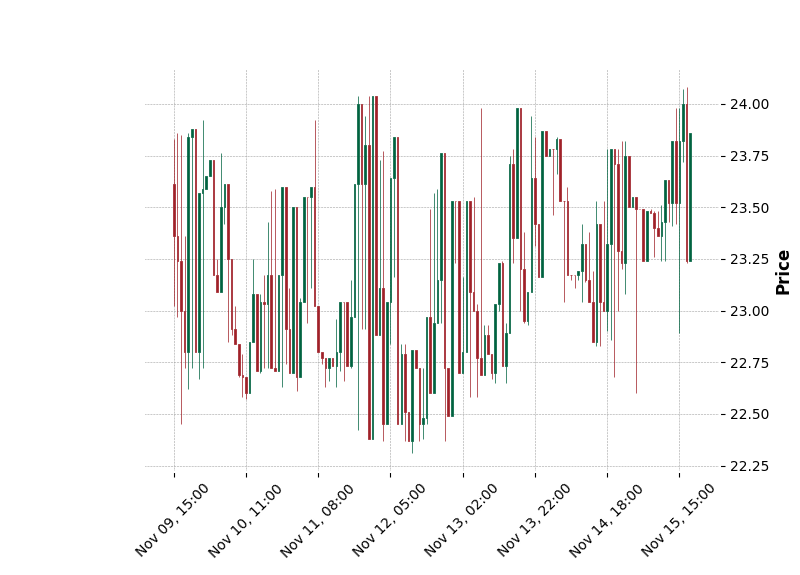 24.00
23.75
23.50
23.25
23.00
22.75
22.50
22.25
Price
Nov 09, 15:00
Nov 10, 11:00
Nov 11, 08:00
Nov 12, 05:00
Nov 13, 02:00
Nov 13, 22:00
Nov 14, 18:00
Nov 15, 15:00